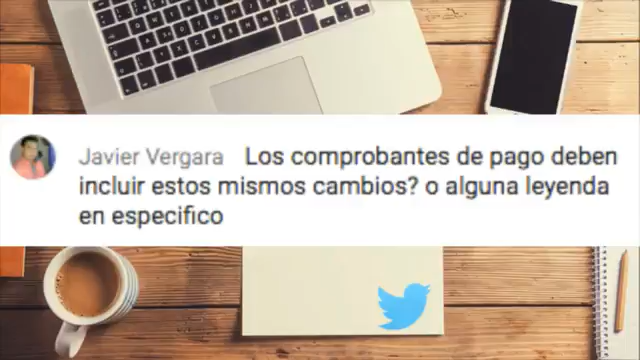 Javier Vergara Los comprobantes de pago deben
incluir estos mismos cambios? o alguna leyenda
en especifico